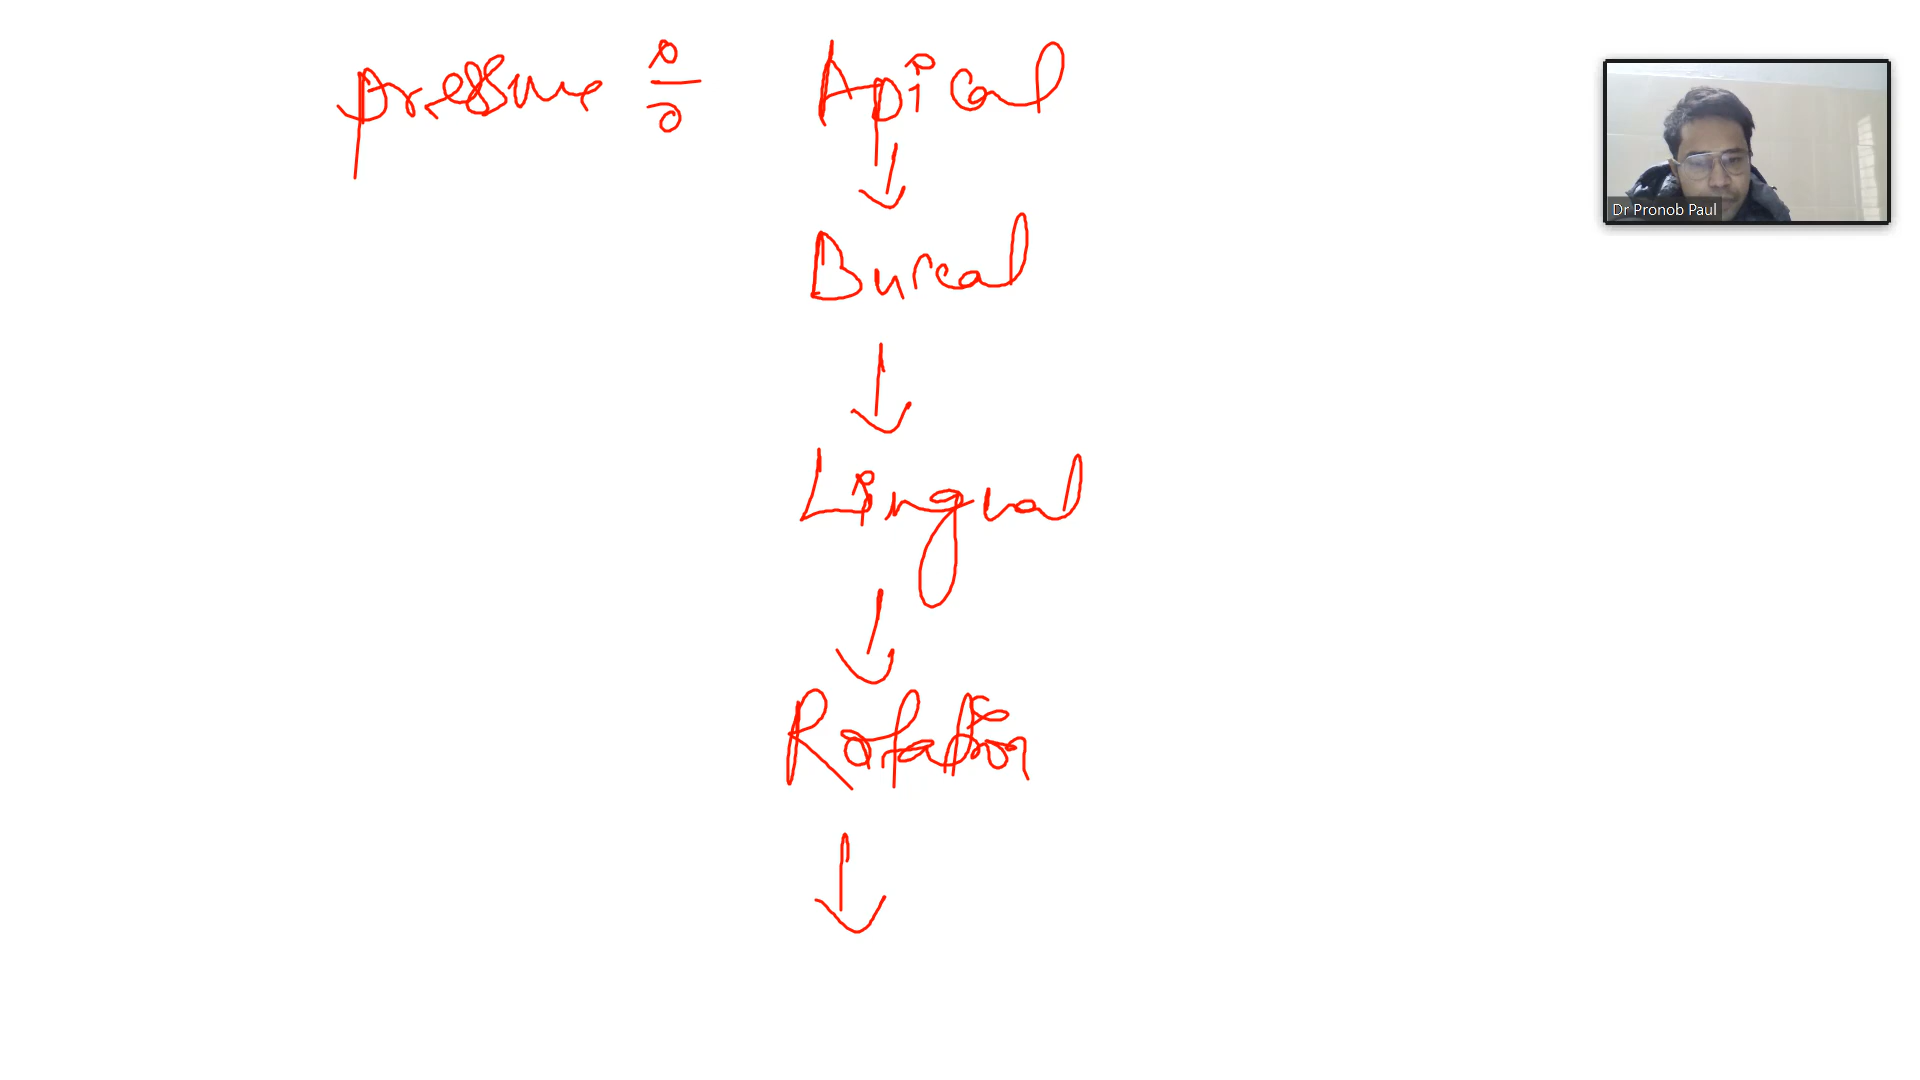 Pressure ÷ Apical
↓
Buccal
↓
Lingual
↓
Rotation
↓
Dr Pronob Paul